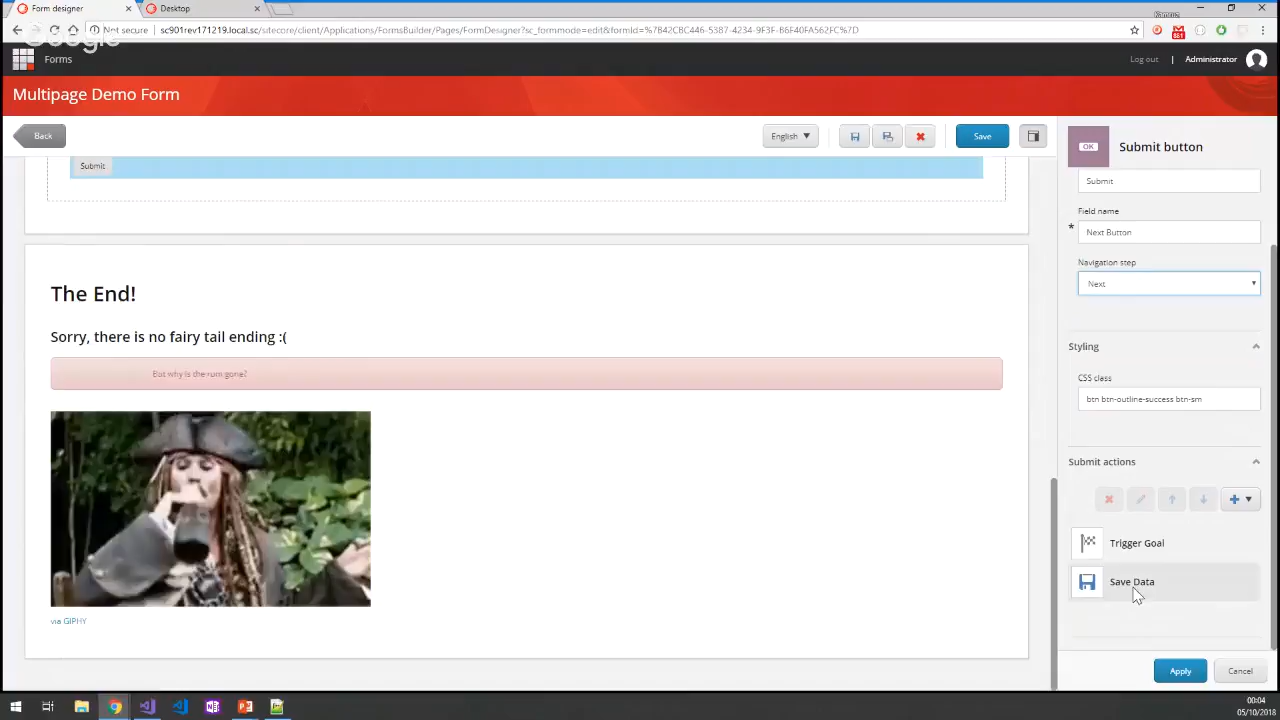 Form designer
Desktop
Kamruz
Google
Not secure
sc901rev171219.local.sc/sitecore/client/Applications/FormsBuilder/Pages/FormDesigner?sc_formmode=edit&formId=%7B42CBC446-5387-4234-9F3F-B6F40FA562FC%7D
881
Forms
Log out | Administrator
Multipage Demo Form
Back
English
Save
OK
Submit button
Submit
Submit
Field name
* Next Button
Navigation step
Next
The End!
Sorry, there is no fairy tail ending :(
But why is the rum gone?
via GIPHY
Styling
CSS class
btn btn-outline-success btn-sm
Submit actions
Trigger Goal
Save Data
Apply
Cancel
00:04
05/10/2018